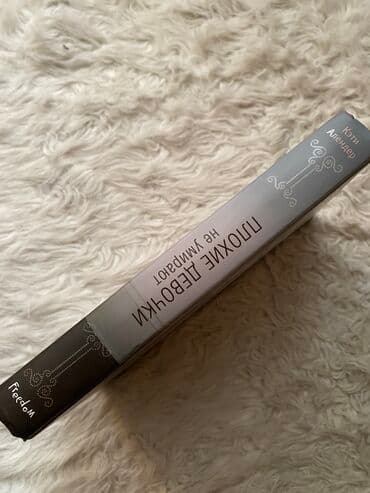 Кэти
Алендер
ПЛОХИЕ ДЕВОЧКИ
не умирают
Freedom